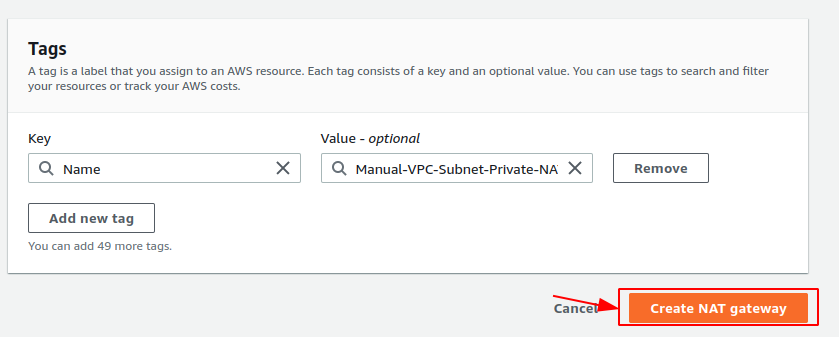 Tags
A tag is a label that you assign to an AWS resource. Each tag consists of a key and an optional value. You can use tags to search and filter
your resources or track your AWS costs.
Key
Value - optional
Name
Manual-VPC-Subnet-Private-NA
Remove
Add new tag
You can add 49 more tags.
Cancel
Create NAT gateway